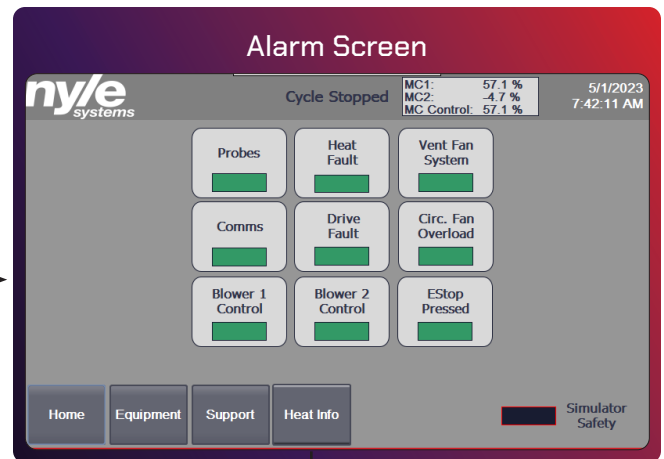 Alarm Screen
nyle
systems
Cycle Stopped
MC1: 57.1 %
MC2: -4.7 %
MC Control: 57.1 %
5/1/2023
7:42:11 AM
Probes
Heat
Fault
Vent Fan
System
Comms
Drive
Fault
Circ. Fan
Overload
Blower 1
Control
Blower 2
Control
EStop
Pressed
Home
Equipment
Support
Heat Info
Simulator
Safety